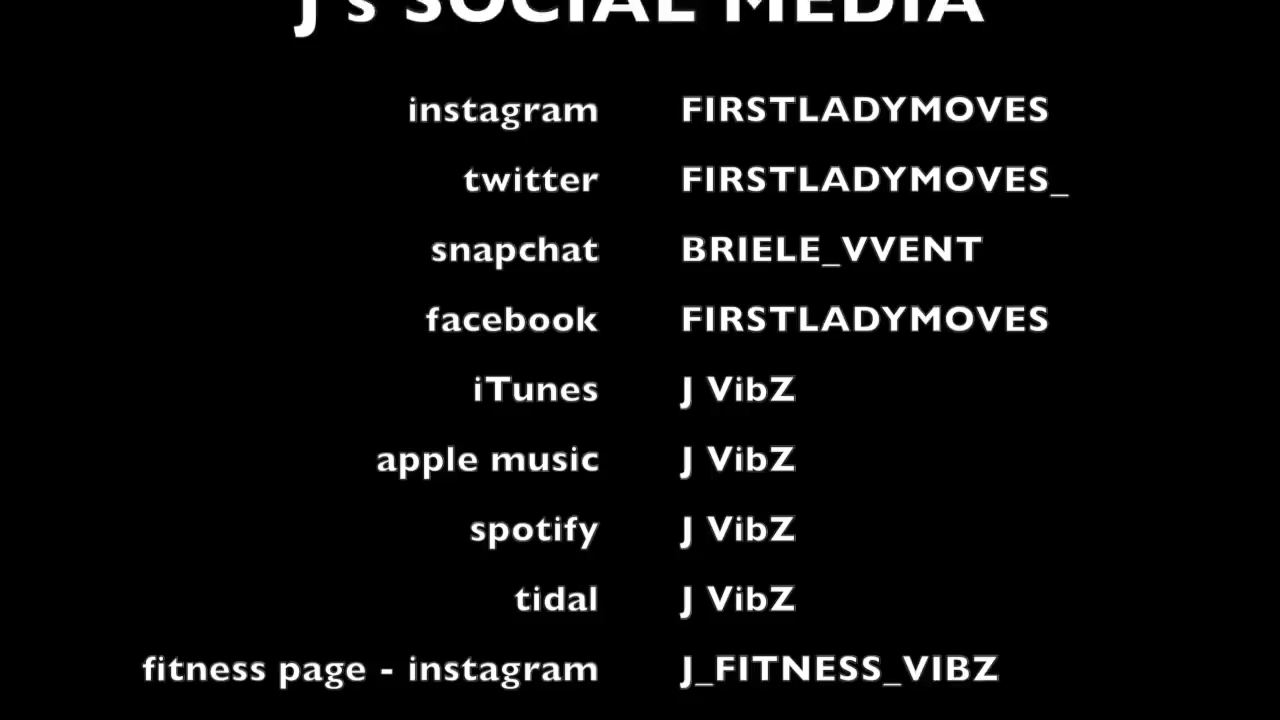 J's SOCIAL MEDIA
instagram FIRSTLADYMOVES
twitter FIRSTLADYMOVES_
snapchat BRIELE_VVENT
facebook FIRSTLADYMOVES
iTunes J VibZ
apple music J VibZ
spotify J VibZ
tidal J VibZ
fitness page - instagram J_FITNESS_VIBZ